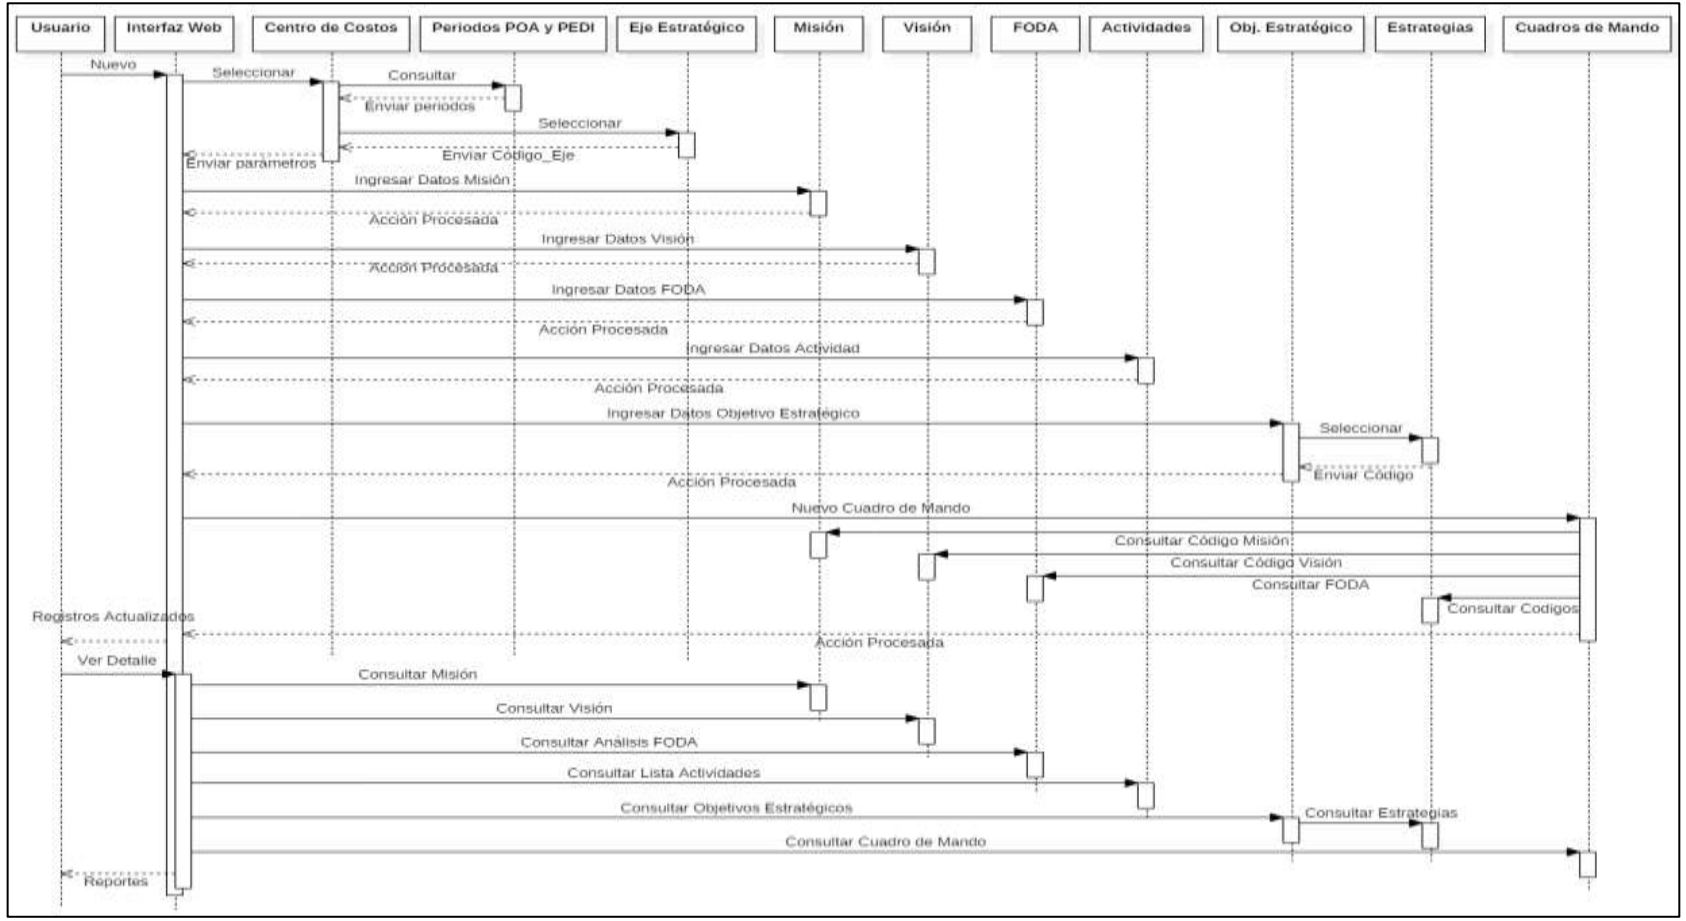 Usuario
Interfaz Web
Centro de Costos
Periodos POA y PEDI
Eje Estratégico
Misión
Visión
FODA
Actividades
Obj. Estratégico
Estrategias
Cuadros de Mando
Nuevo
Seleccionar
Consultar
Enviar periodos
Seleccionar
Enviar Código_Eje
Enviar parámetros
Ingresar Datos Misión
Acción Procesada
Ingresar Datos Visión
Acción Procesada
Ingresar Datos FODA
Acción Procesada
Ingresar Datos Actividad
Acción Procesada
Ingresar Datos Objetivo Estratégico
Seleccionar
Enviar Código
Acción Procesada
Nuevo Cuadro de Mando
Consultar Código Misión
Consultar Código Visión
Consultar FODA
Consultar Codigos
Registros Actualizados
Acción Procesada
Ver Detalle
Consultar Misión
Consultar Visión
Consultar Análisis FODA
Consultar Lista Actividades
Consultar Objetivos Estratégicos
Consultar Estrategias
Consultar Cuadro de Mando
Reportes